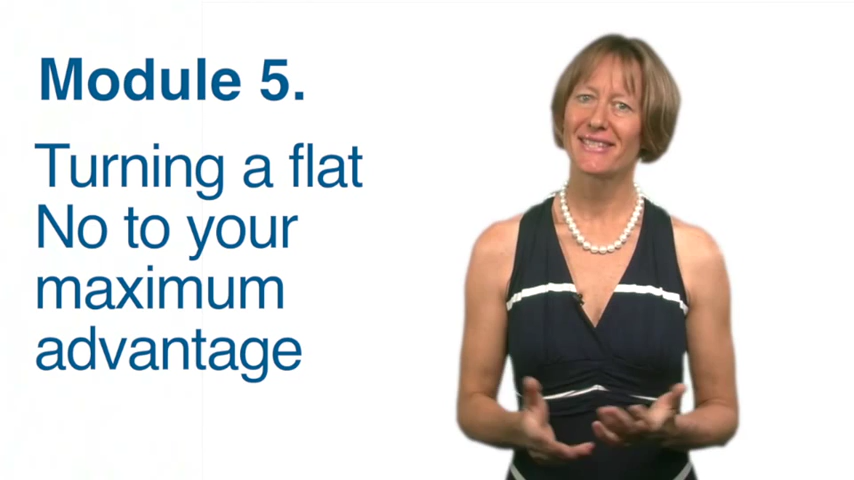 Module 5.
Turning a flat
No to your
maximum
advantage